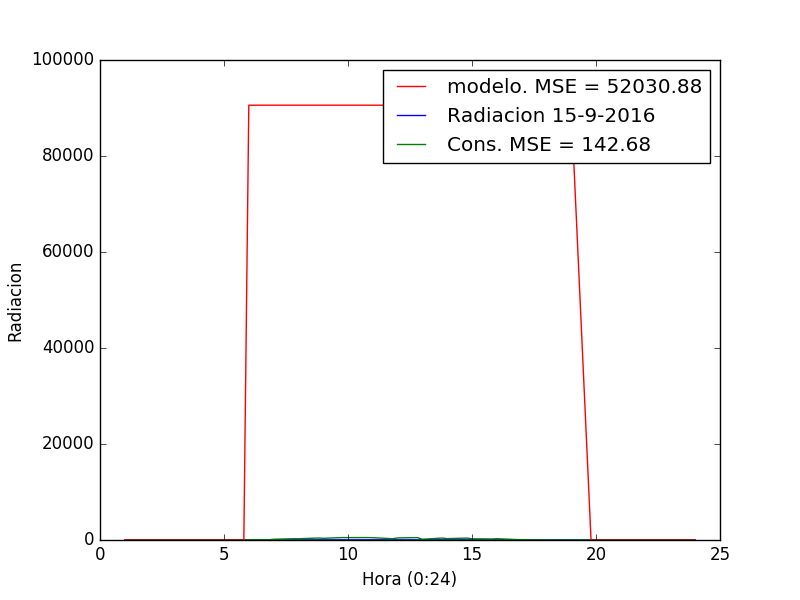 100000
80000
60000
40000
20000
0
Radiacion
modelo. MSE = 52030.88
Radiacion 15-9-2016
Cons. MSE = 142.68
0 5 10 15 20 25
Hora (0:24)